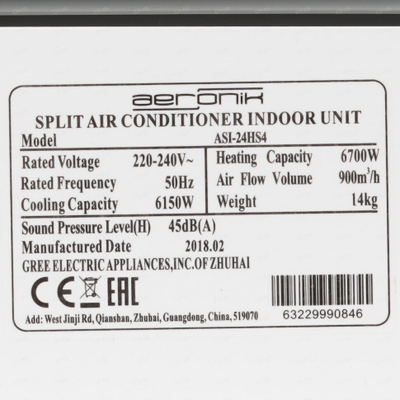 aeronik
SPLIT AIR CONDITIONER INDOOR UNIT
Model ASI-24HS4
Rated Voltage 220-240V~ Heating Capacity 6700W
Rated Frequency 50Hz Air Flow Volume 900m³/h
Cooling Capacity 6150W Weight 14kg
Sound Pressure Level(H) 45dB(A)
Manufactured Date 2018.02
GREE ELECTRIC APPLIANCES,INC.OF ZHUHAI
CE EAC
Add: West Jinji Rd, Qianshan, Zhuhai, Guangdong, China, 519070
63229990846